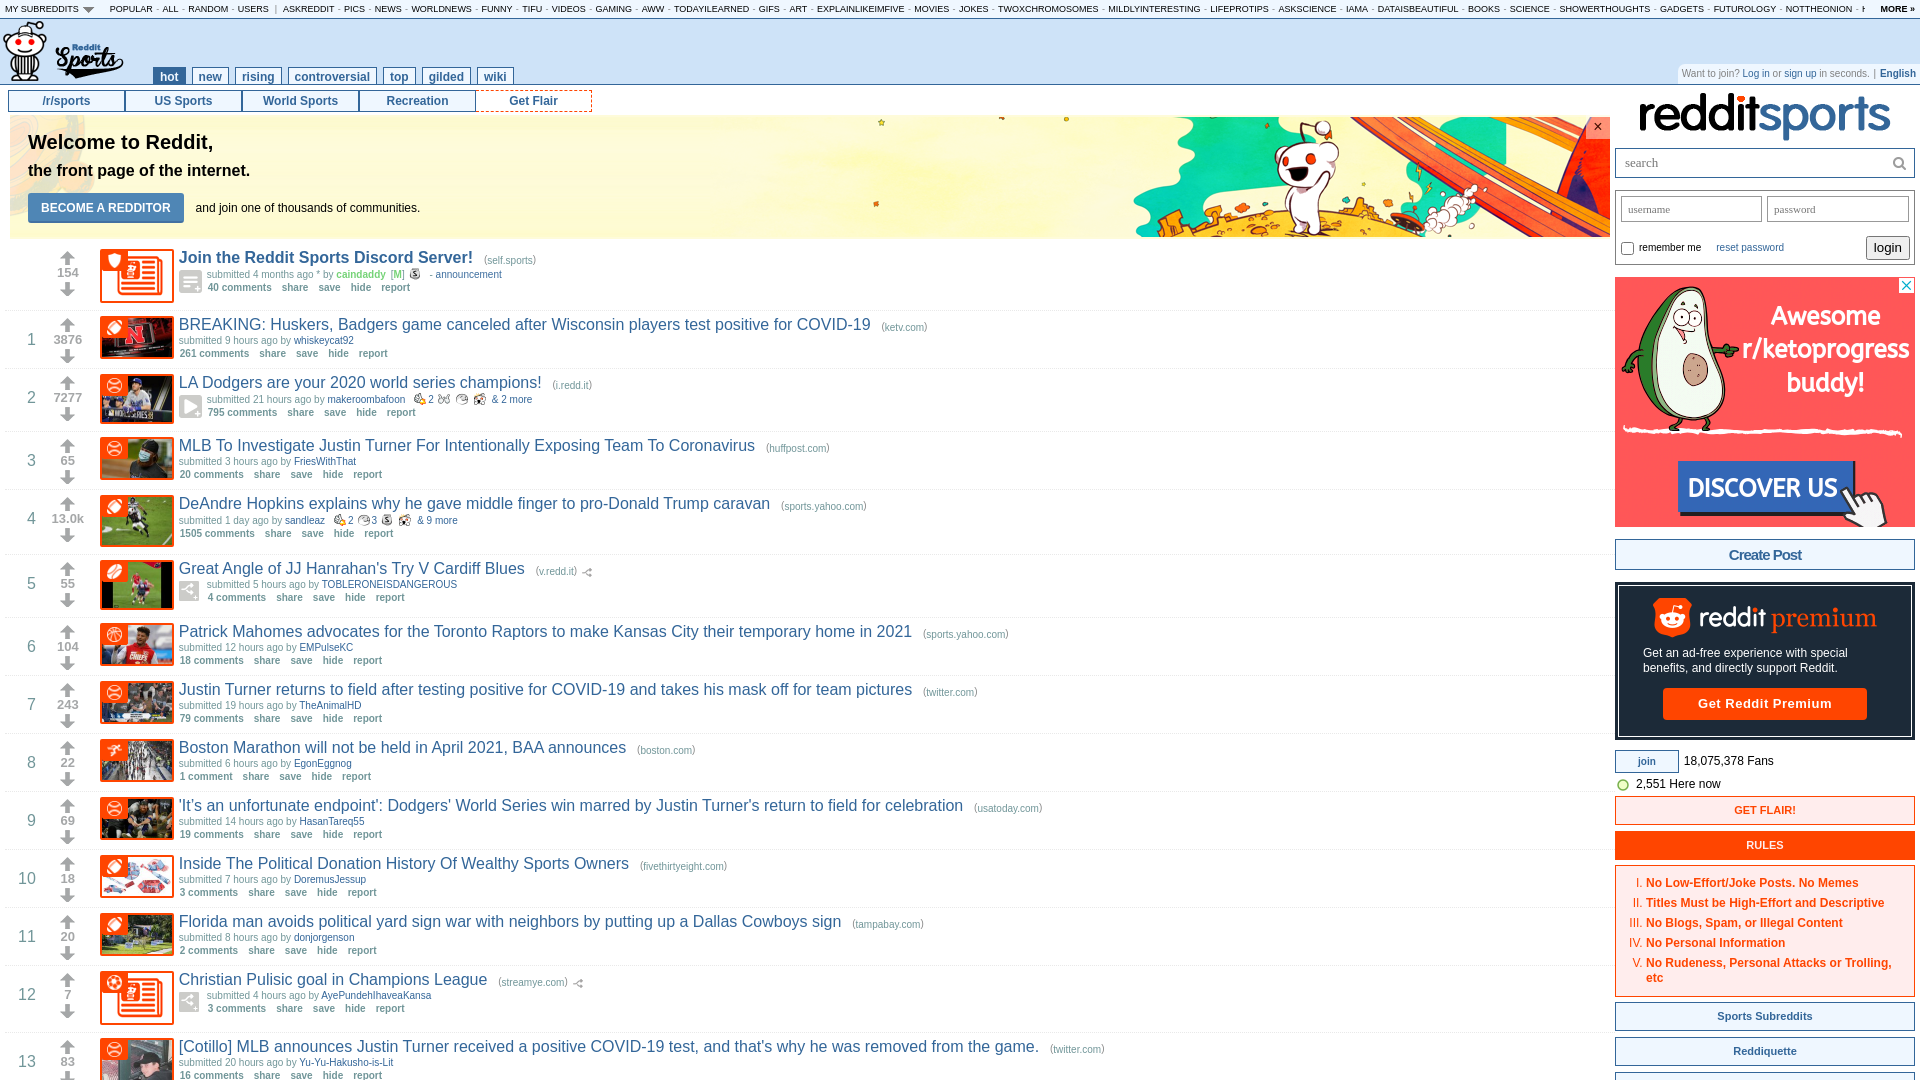 MY SUBREDDITS POPULAR - ALL - RANDOM - USERS | ASKREDDIT - PICS - NEWS - WORLDNEWS - FUNNY - TIFU - VIDEOS - GAMING - AWW - TODAYILEARNED - GIFS - ART - EXPLAINLIKEIMFIVE - MOVIES - JOKES - TWOXCHROMOSOMES - MILDLYINTERESTING - LIFEPROTIPS - ASKSCIENCE - IAMA - DATAISBEAUTIFUL - BOOKS - SCIENCE - SHOWERTHOUGHTS - GADGETS - FUTUROLOGY - NOTTHEONION - MORE »
Reddit
Sports
hot new rising controversial top gilded wiki
Want to join? Log in or sign up in seconds. | English
/r/sports US Sports World Sports Recreation Get Flair
redditsports
Welcome to Reddit,
the front page of the internet.
BECOME A REDDITOR and join one of thousands of communities.
×
search
username password
remember me reset password login
154
Join the Reddit Sports Discord Server! (self.sports)
submitted 4 months ago * by caindaddy [M] - announcement
40 comments share save hide report
1 3876
BREAKING: Huskers, Badgers game canceled after Wisconsin players test positive for COVID-19 (ketv.com)
submitted 9 hours ago by whiskeycat92
261 comments share save hide report
2 7277
LA Dodgers are your 2020 world series champions! (i.redd.it)
submitted 21 hours ago by makeroombafoon 2 & 2 more
795 comments share save hide report
3 65
MLB To Investigate Justin Turner For Intentionally Exposing Team To Coronavirus (huffpost.com)
submitted 3 hours ago by FriesWithThat
20 comments share save hide report
4 13.0k
DeAndre Hopkins explains why he gave middle finger to pro-Donald Trump caravan (sports.yahoo.com)
submitted 1 day ago by sandleaz 2 3 & 9 more
1505 comments share save hide report
5 55
Great Angle of JJ Hanrahan's Try V Cardiff Blues (v.redd.it)
submitted 5 hours ago by TOBLERONEISDANGEROUS
4 comments share save hide report
6 104
Patrick Mahomes advocates for the Toronto Raptors to make Kansas City their temporary home in 2021 (sports.yahoo.com)
submitted 12 hours ago by EMPulseKC
18 comments share save hide report
7 243
Justin Turner returns to field after testing positive for COVID-19 and takes his mask off for team pictures (twitter.com)
submitted 19 hours ago by TheAnimalHD
79 comments share save hide report
8 22
Boston Marathon will not be held in April 2021, BAA announces (boston.com)
submitted 6 hours ago by EgonEggnog
1 comment share save hide report
9 69
'It’s an unfortunate endpoint': Dodgers' World Series win marred by Justin Turner's return to field for celebration (usatoday.com)
submitted 14 hours ago by HasanTareq55
19 comments share save hide report
10 18
Inside The Political Donation History Of Wealthy Sports Owners (fivethirtyeight.com)
submitted 7 hours ago by DoremusJessup
3 comments share save hide report
11 20
Florida man avoids political yard sign war with neighbors by putting up a Dallas Cowboys sign (tampabay.com)
submitted 8 hours ago by donjorgenson
2 comments share save hide report
12 7
Christian Pulisic goal in Champions League (streamye.com)
submitted 4 hours ago by AyePundehIhaveaKansa
3 comments share save hide report
13 83
[Cotillo] MLB announces Justin Turner received a positive COVID-19 test, and that's why he was removed from the game. (twitter.com)
submitted 20 hours ago by Yu-Yu-Hakusho-is-Lit
16 comments share save hide report
Awesome
r/ketoprogress
buddy!
DISCOVER US
Create Post
reddit premium
Get an ad-free experience with special
benefits, and directly support Reddit.
Get Reddit Premium
join 18,075,378 Fans
2,551 Here now
GET FLAIR!
RULES
I. No Low-Effort/Joke Posts. No Memes
II. Titles Must be High-Effort and Descriptive
III. No Blogs, Spam, or Illegal Content
IV. No Personal Information
V. No Rudeness, Personal Attacks or Trolling,
etc
Sports Subreddits
Reddiquette